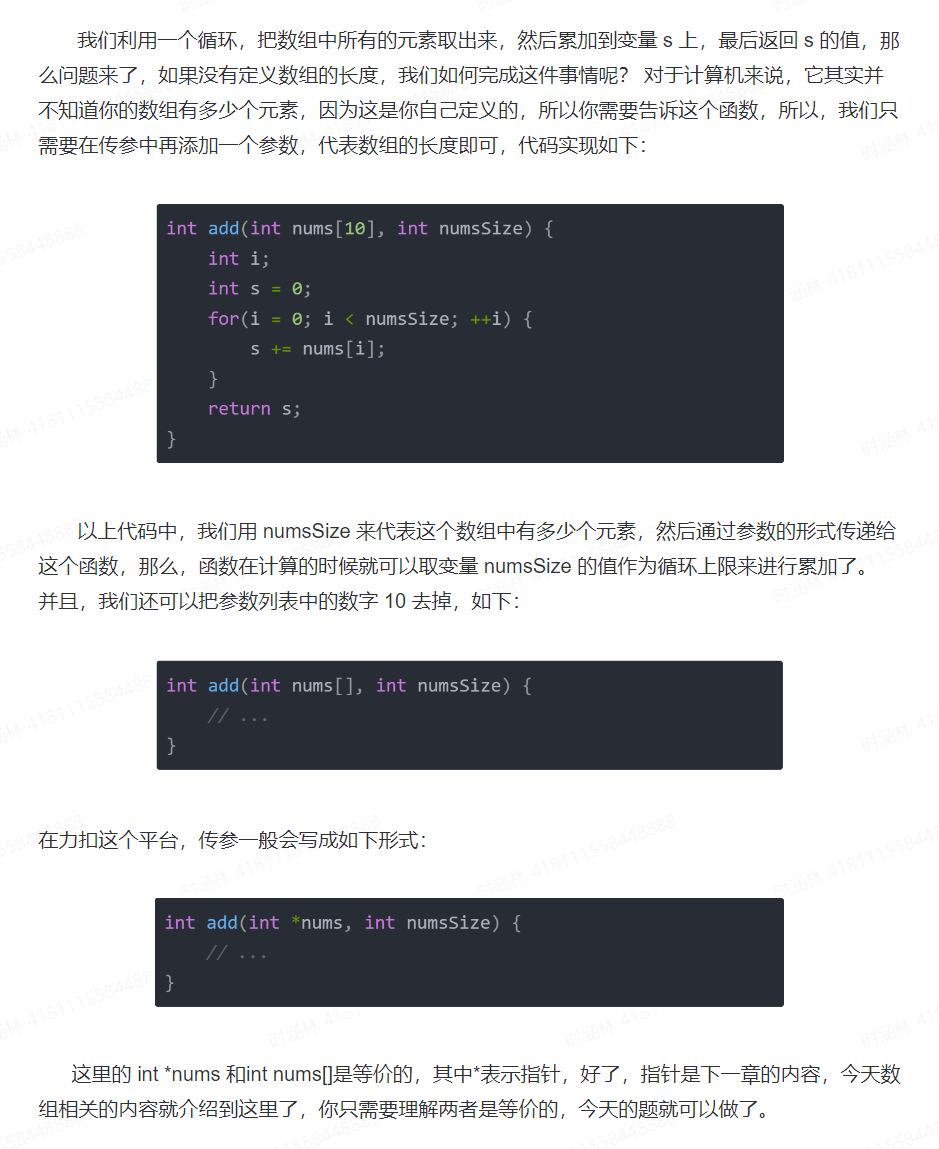 我们利用一个循环，把数组中所有的元素取出来，然后累加到变量 s 上，最后返回 s 的值，那
么问题来了，如果没有定义数组的长度，我们如何完成这件事情呢？ 对于计算机来说，它其实并
不知道你的数组有多少个元素，因为这是你自己定义的，所以你需要告诉这个函数，所以，我们只
需要在传参中再添加一个参数，代表数组的长度即可，代码实现如下：
int add(int nums[10], int numsSize) {
    int i;
    int s = 0;
    for(i = 0; i < numsSize; ++i) {
        s += nums[i];
    }
    return s;
}
以上代码中，我们用 numsSize 来代表这个数组中有多少个元素，然后通过参数的形式传递给
这个函数，那么，函数在计算的时候就可以取变量 numsSize 的值作为循环上限来进行累加了。
并且，我们还可以把参数列表中的数字 10 去掉，如下：
int add(int nums[], int numsSize) {
    // ...
}
在力扣这个平台，传参一般会写成如下形式：
int add(int *nums, int numsSize) {
    // ...
}
这里的 int *nums 和int nums[]是等价的，其中*表示指针，好了，指针是下一章的内容，今天数
组相关的内容就介绍到这里了，你只需要理解两者是等价的，今天的题就可以做了。